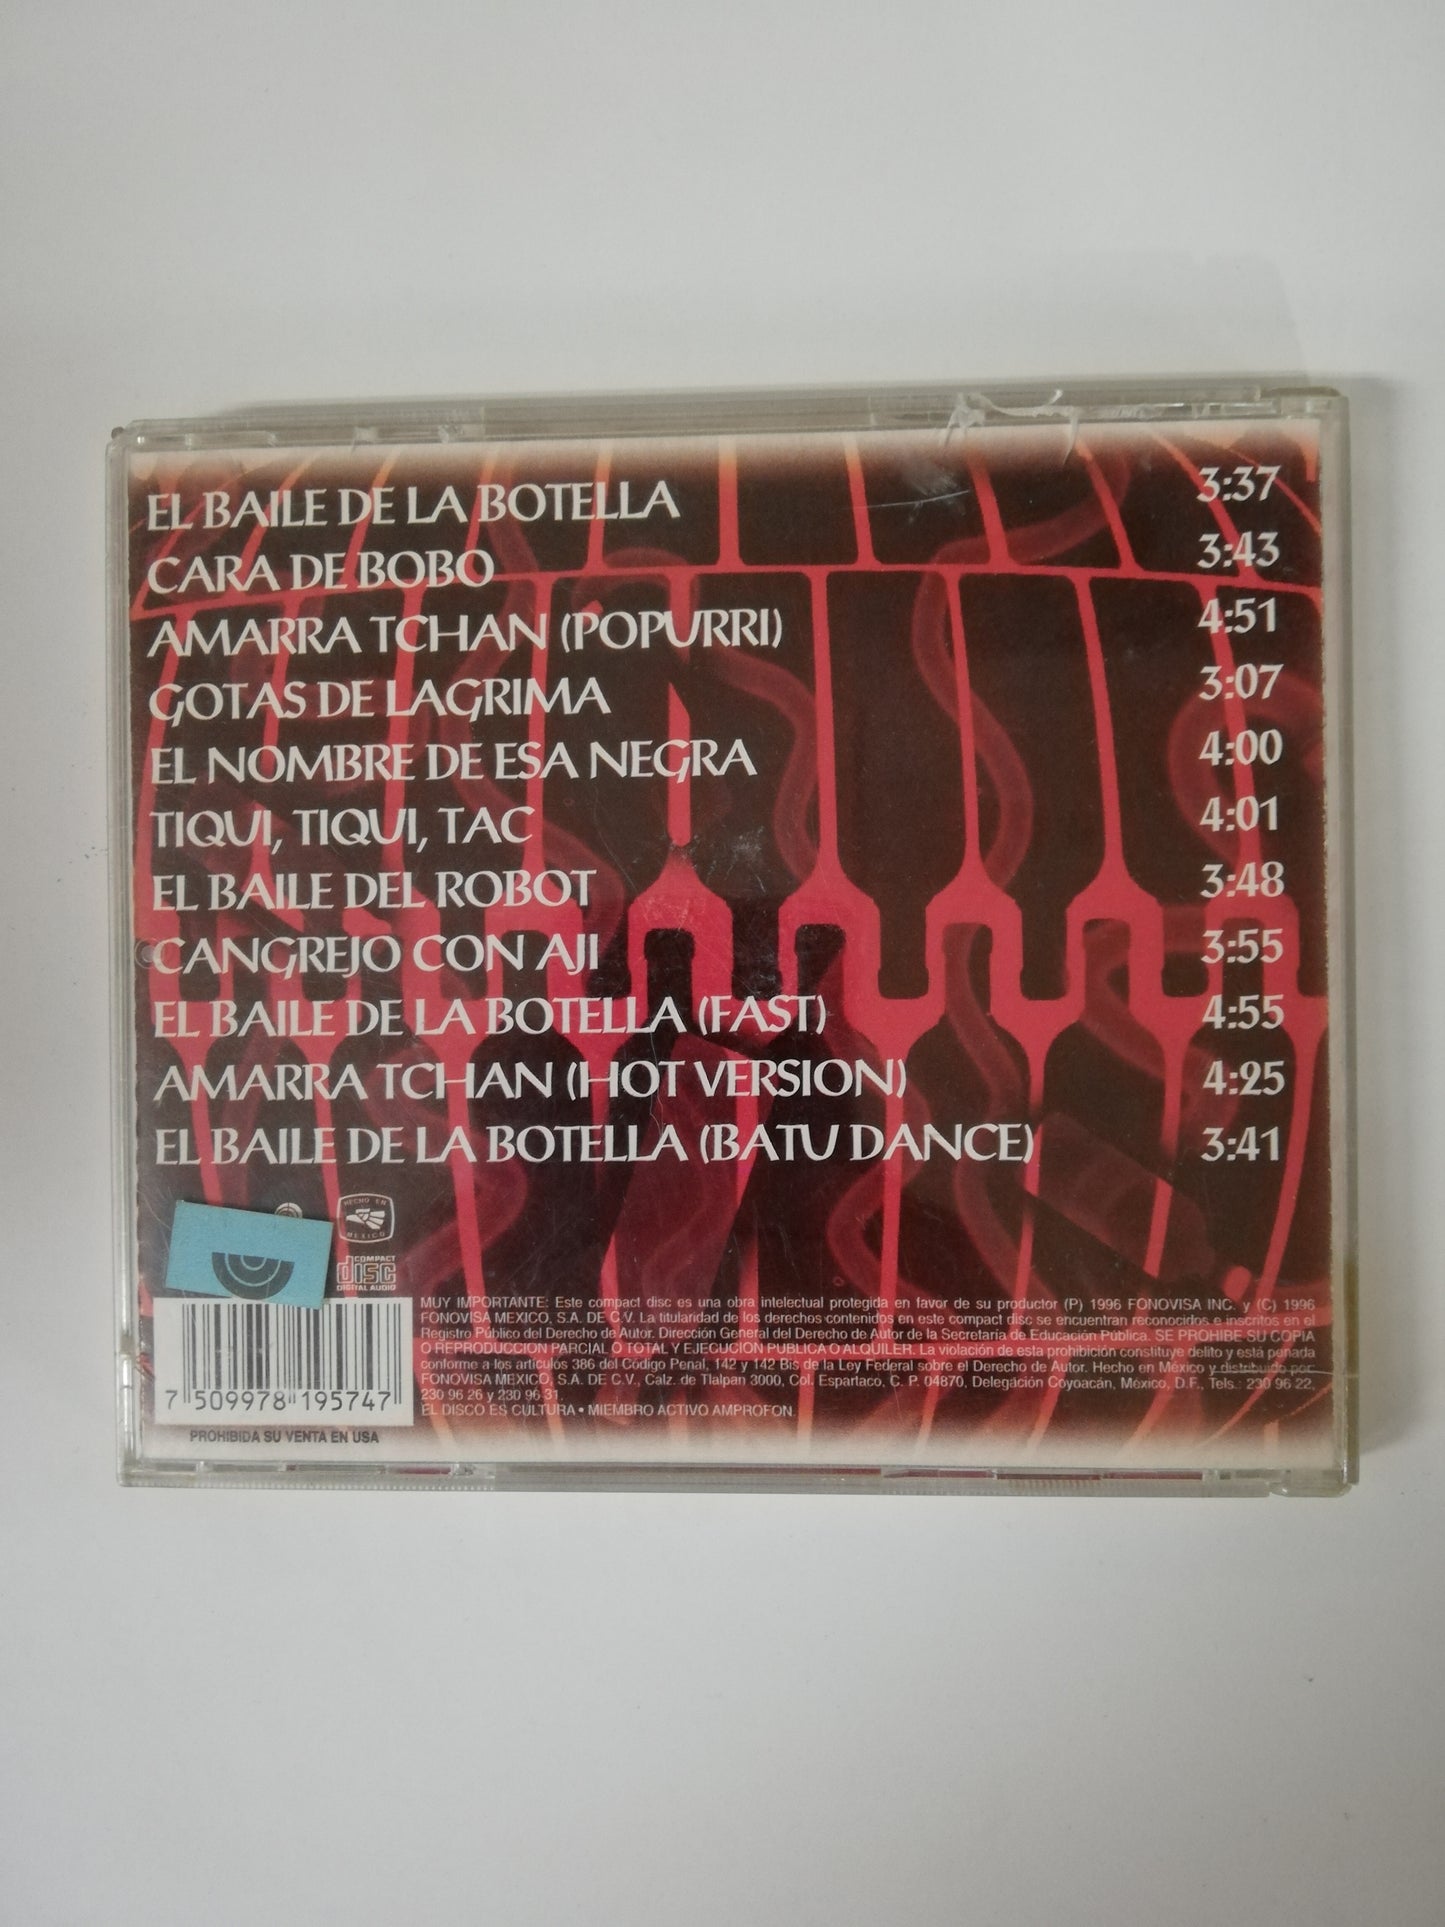 EL BAILE DE LA BOTELLA 3:37
CARA DE BOBO 3:43
AMARRA TCHAN (POPURRI) 4:51
GOTAS DE LAGRIMA 3:07
EL NOMBRE DE ESA NEGRA 4:00
TIQUI, TIQUI, TAC 4:01
EL BAILE DEL ROBOT 3:48
CANGREJO CON AJI 3:55
EL BAILE DE LA BOTELLA (FAST) 4:55
AMARRA TCHAN (HOT VERSION) 4:25
EL BAILE DE LA BOTELLA (BATU DANCE) 3:41
HECHO EN
MEXICO
COMPACT
disc
DIGITAL AUDIO
7 509978 195747
PROHIBIDA SU VENTA EN USA
MUY IMPORTANTE: Este compact disc es una obra intelectual protegida en favor de su productor (P) 1996 FONOVISA INC. y (C) 1996
FONOVISA MEXICO, S.A. DE C.V. La titularidad de los derechos contenidos en este compact disc se encuentran reconocidos e inscritos en el
Registro Público del Derecho de Autor. Dirección General del Derecho de Autor de la Secretaría de Educación Pública. SE PROHIBE SU COPIA
O REPRODUCCION PARCIAL O TOTAL Y EJECUCION PUBLICA O ALQUILER. La violación de esta prohibición constituye delito y está penada
conforme a los artículos 386 del Código Penal, 142 y 142 Bis de la Ley Federal sobre el Derecho de Autor. Hecho en México y distribuido por:
FONOVISA MEXICO, S.A. DE C.V., Calz. de Tlalpan 3000, Col. Espartaco, C. P. 04870, Delegación Coyoacán, México, D.F., Tels.: 230 96 22,
230 96 26 y 230 96 31.
EL DISCO ES CULTURA • MIEMBRO ACTIVO AMPROFON.